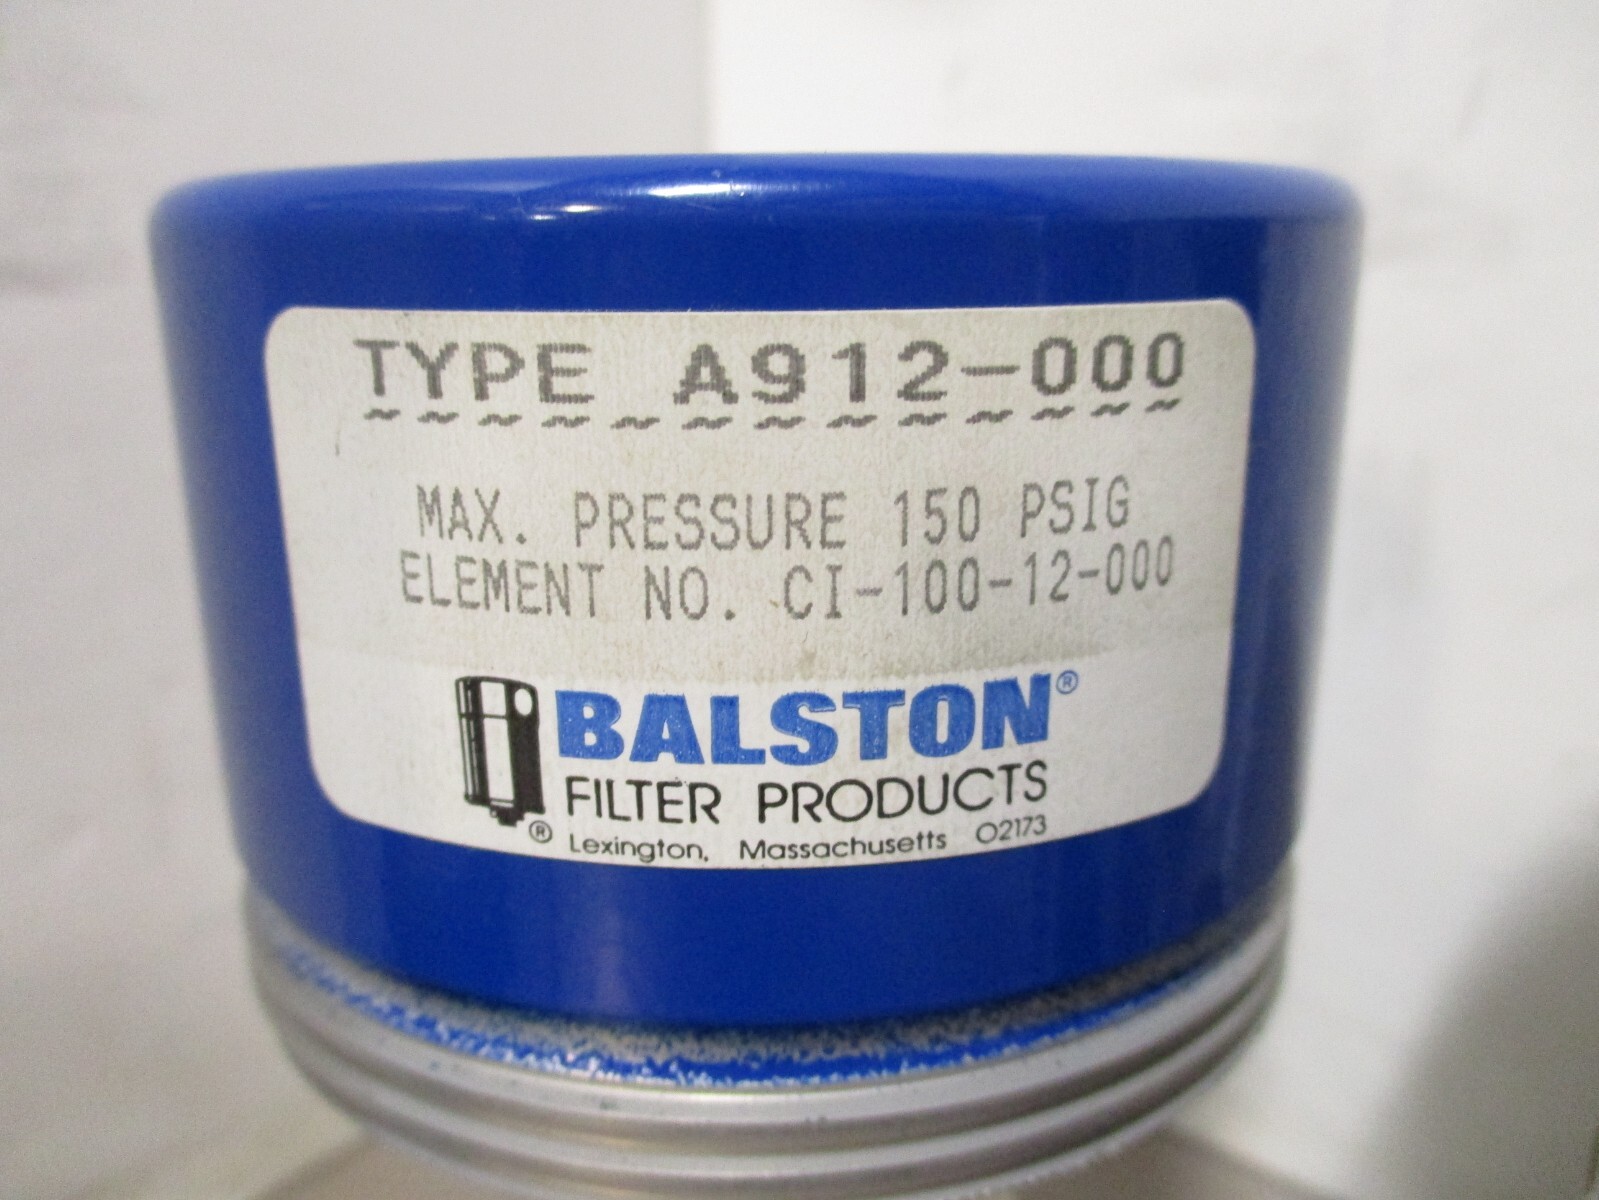 TYPE A912-000
MAX. PRESSURE 150 PSIG
ELEMENT NO. CI-100-12-000
BALSTON®
® FILTER PRODUCTS
Lexington, Massachusetts 02173